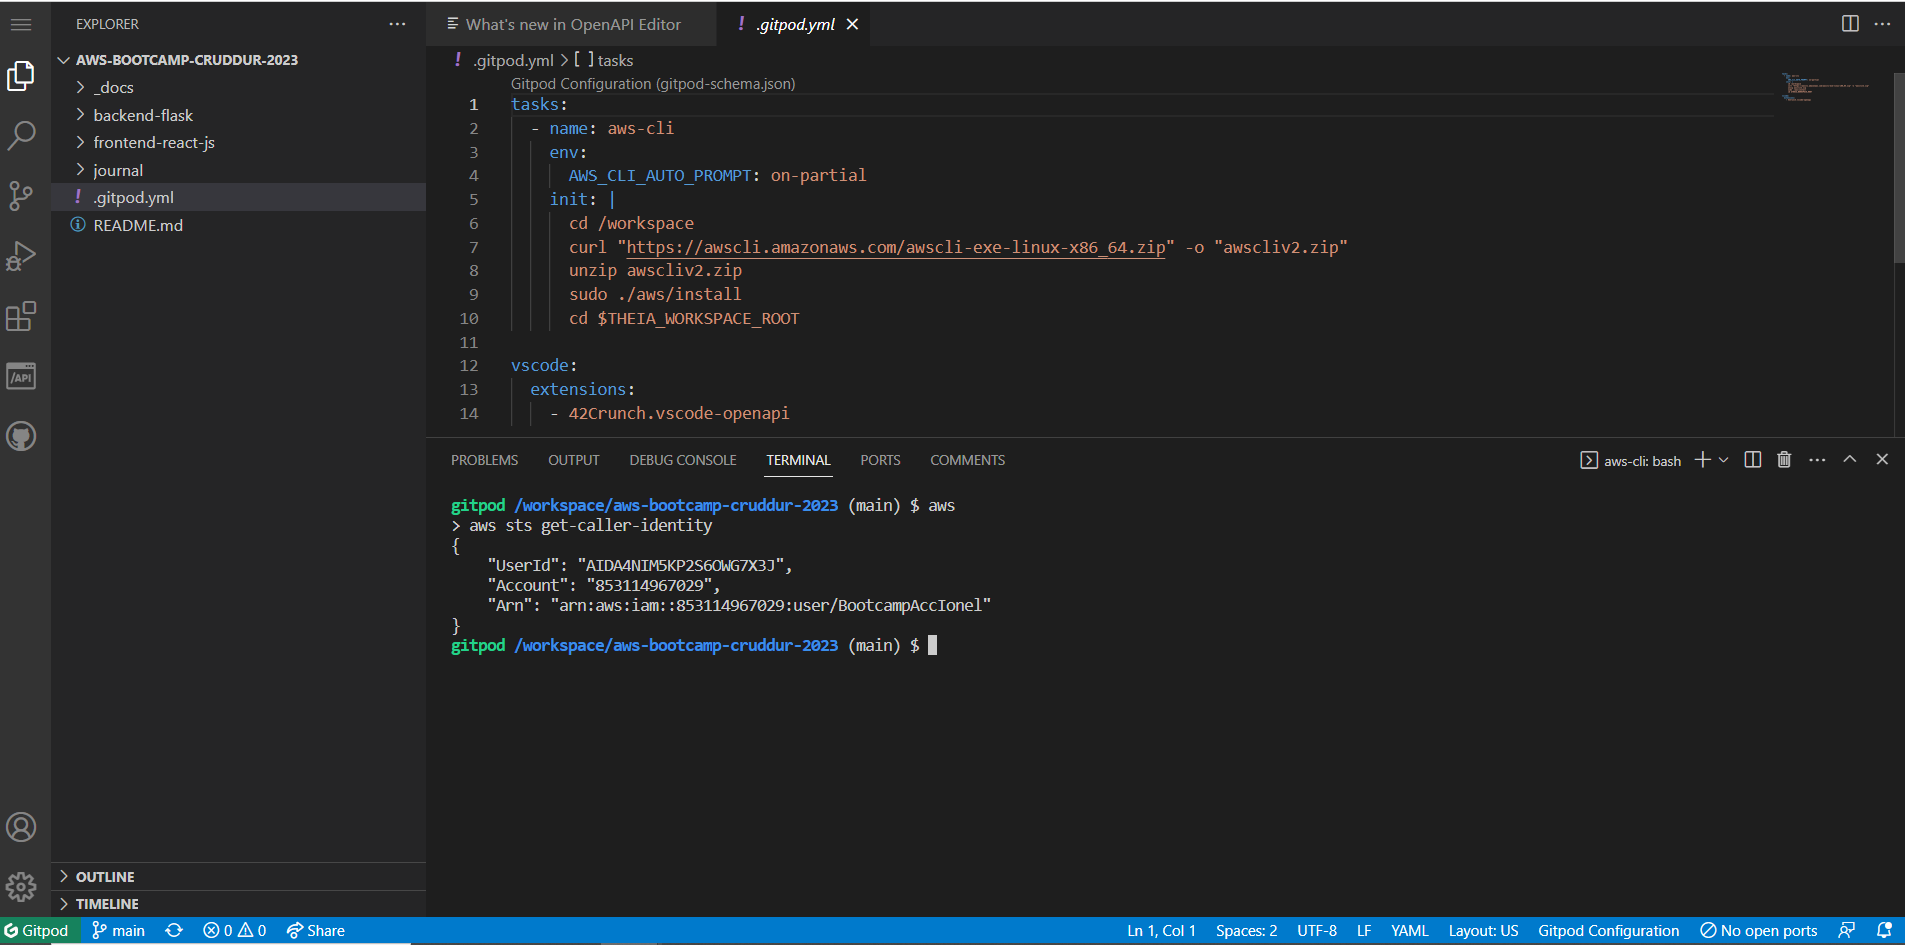 EXPLORER
AWS-BOOTCAMP-CRUDDUR-2023
_docs
backend-flask
frontend-react-js
journal
! .gitpod.yml
README.md
OUTLINE
TIMELINE
What's new in OpenAPI Editor
! .gitpod.yml
! .gitpod.yml > [ ] tasks
Gitpod Configuration (gitpod-schema.json)
1 tasks:
2 - name: aws-cli
3 env:
4 AWS_CLI_AUTO_PROMPT: on-partial
5 init: |
6 cd /workspace
7 curl "https://awscli.amazonaws.com/awscli-exe-linux-x86_64.zip" -o "awscliv2.zip"
8 unzip awscliv2.zip
9 sudo ./aws/install
10 cd $THEIA_WORKSPACE_ROOT
11
12 vscode:
13 extensions:
14 - 42Crunch.vscode-openapi
PROBLEMS OUTPUT DEBUG CONSOLE TERMINAL PORTS COMMENTS
aws-cli: bash
gitpod /workspace/aws-bootcamp-cruddur-2023 (main) $ aws
> aws sts get-caller-identity
{
"UserId": "AIDA4NIM5KP2S6OWG7X3J",
"Account": "853114967029",
"Arn": "arn:aws:iam::853114967029:user/BootcampAccIonel"
}
gitpod /workspace/aws-bootcamp-cruddur-2023 (main) $
/API
Gitpod main 0 0 Share
Ln 1, Col 1 Spaces: 2 UTF-8 LF YAML Layout: US Gitpod Configuration No open ports